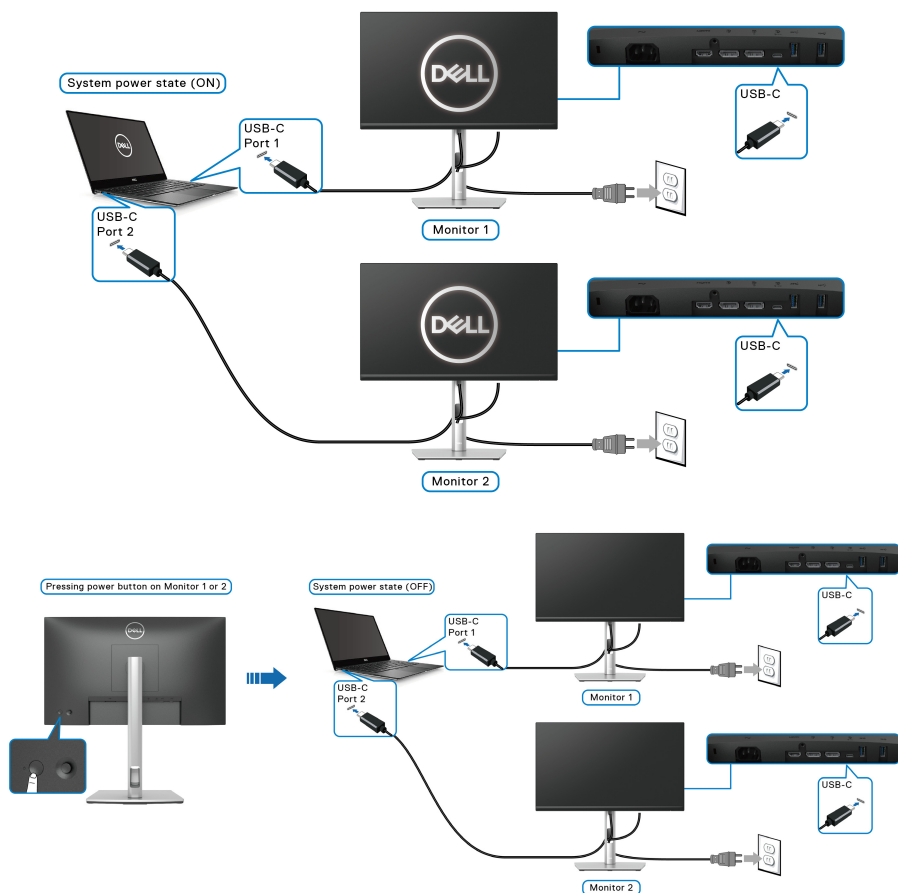 System power state (ON)
DELL
USB-C
Port 1
DELL
USB-C
Monitor 1
USB-C
Port 2
DELL
USB-C
Monitor 2
Pressing power button on Monitor 1 or 2
DELL
System power state (OFF)
USB-C
Port 1
USB-C
Monitor 1
USB-C
Port 2
USB-C
Monitor 2